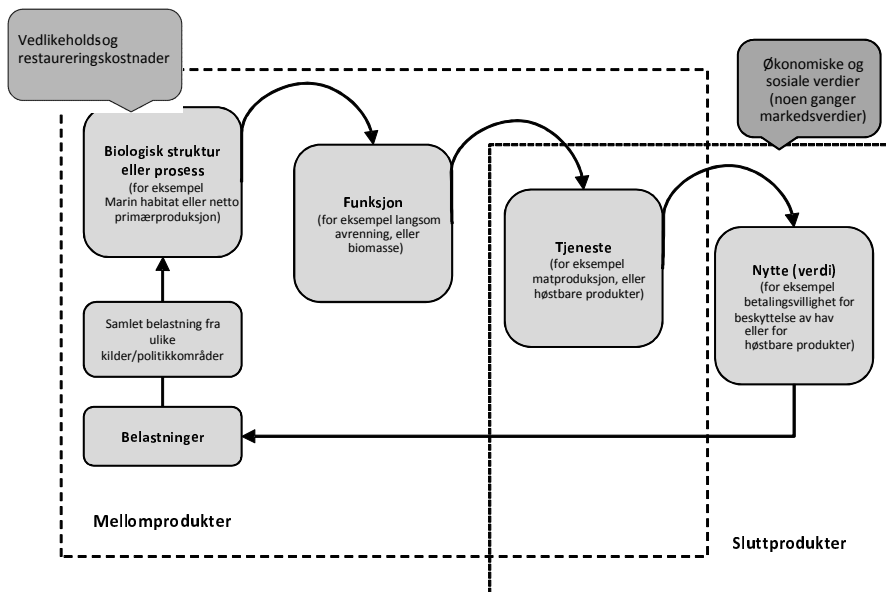 Vedlikeholdsog
restaureringskostnader
Økonomiske og
sosiale verdier
(noen ganger
markedsverdier)
Biologisk struktur
eller prosess
(for eksempel
Marin habitat eller netto
primærproduksjon)
Funksjon
(for eksempel langsom
avrenning, eller
biomasse)
Tjeneste
(for eksempel
matproduksjon, eller
høstbare produkter)
Nytte (verdi)
(for eksempel
betalingsvillighet for
beskyttelse av hav
eller for
høstbare produkter)
Samlet belastning fra
ulike
kilder/politikkområder
Belastninger
Mellomprodukter
Sluttprodukter